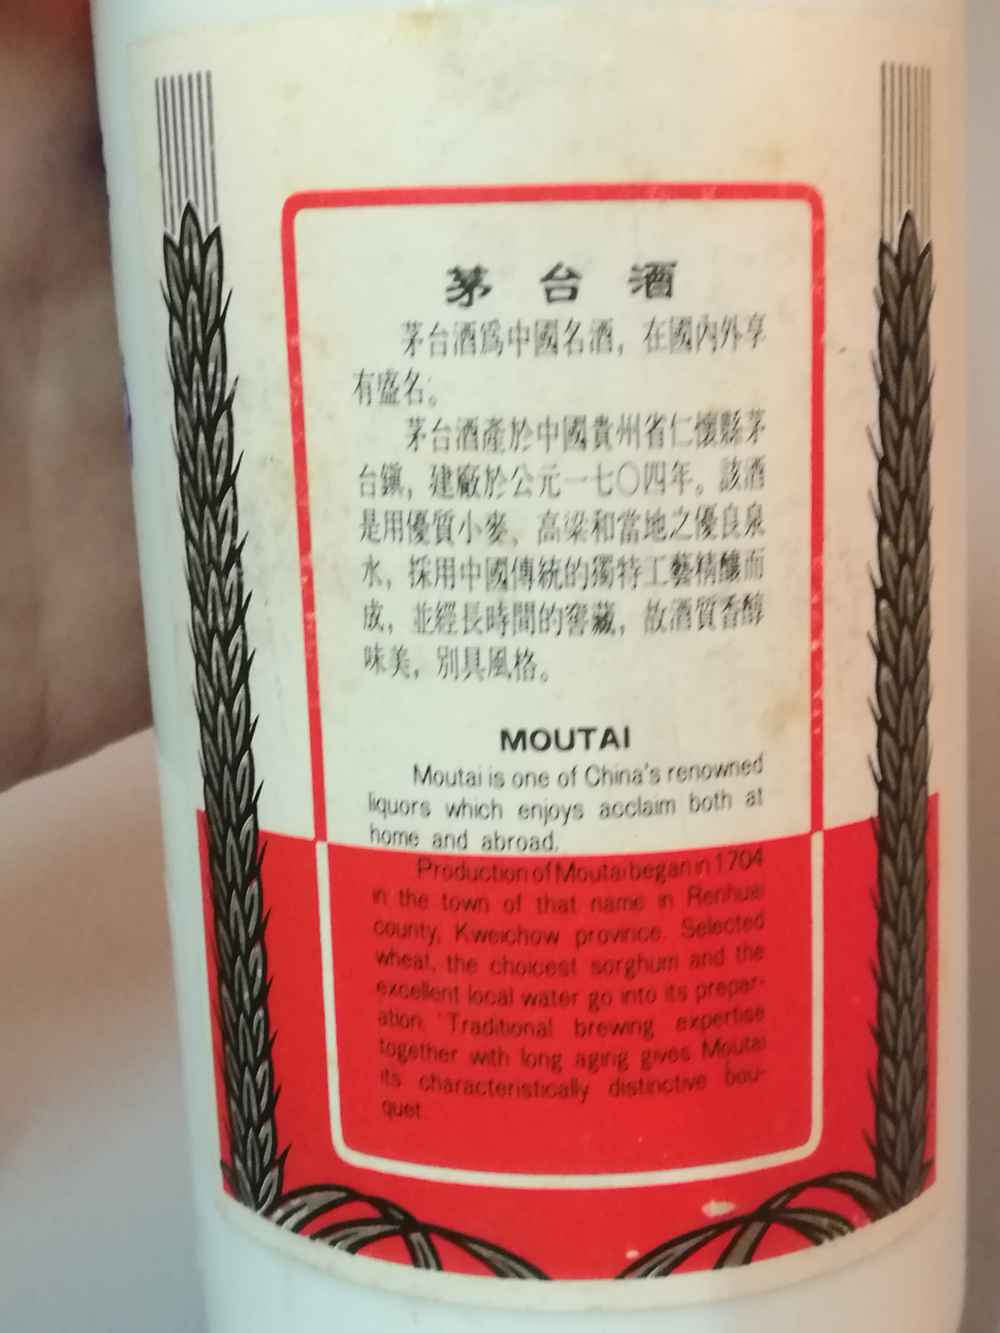 茅台酒
茅台酒爲中國名酒，在國內外享
有盛名。
茅台酒產於中國貴州省仁懷縣茅
台鎮，建廠於公元一七〇四年。該酒
是用優質小麥、高粱和當地之優良泉
水，採用中國傳統的獨特工藝精釀而
成，並經長時間的窖藏，故酒質香醇
味美，別具風格。
MOUTAI
Moutai is one of China's renowned
liquors which enjoys acclaim both at
home and abroad.
Production of Moutai began in 1704
in the town of that name in Renhuai
county, Kweichow province. Selected
wheat, the choicest sorghum and the
excellent local water go into its prepar-
ation. Traditional brewing expertise
together with long aging gives Moutai
its characteristically distinctive bou-
quet